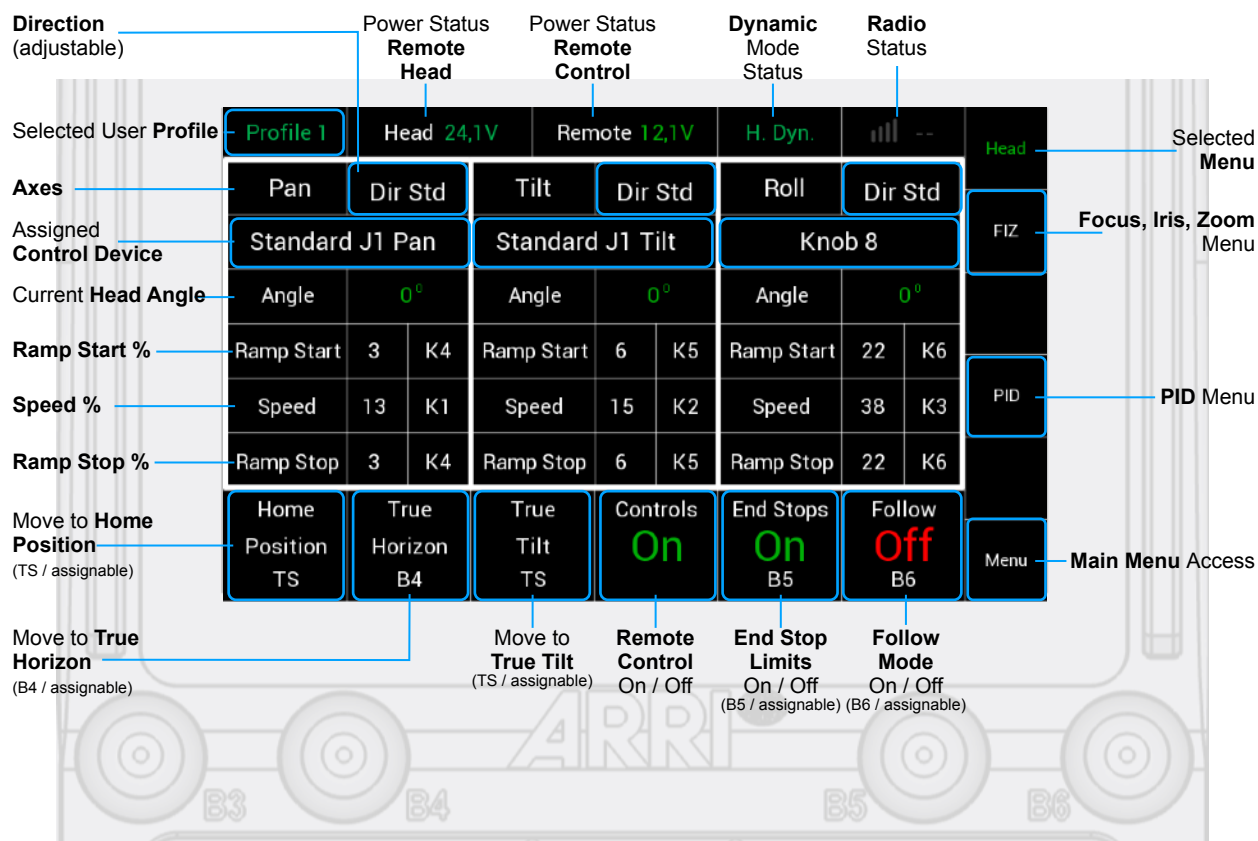 Direction
(adjustable)
Power Status
Remote
Head
Power Status
Remote
Control
Dynamic
Mode
Status
Radio
Status
Selected User Profile
Profile 1
Head 24,1V
Remote 12,1V
H. Dyn.
--
Head
Selected
Menu
Axes
Pan
Dir Std
Tilt
Dir Std
Roll
Dir Std
FIZ
Focus, Iris, Zoom
Menu
Assigned
Control Device
Standard J1 Pan
Standard J1 Tilt
Knob 8
Current Head Angle
Angle
0°
Angle
0°
Angle
0°
Ramp Start %
Ramp Start 3 K4
Ramp Start 6 K5
Ramp Start 22 K6
Speed %
Speed 13 K1
Speed 15 K2
Speed 38 K3
PID
PID Menu
Ramp Stop %
Ramp Stop 3 K4
Ramp Stop 6 K5
Ramp Stop 22 K6
Move to Home
Position
(TS / assignable)
Home
Position
TS
True
Horizon
B4
True
Tilt
TS
Controls
On
End Stops
On
B5
Follow
Off
B6
Menu
Main Menu Access
Move to True
Horizon
(B4 / assignable)
Move to
True Tilt
(TS / assignable)
Remote
Control
On / Off
End Stop
Limits
On / Off
(B5 / assignable)
Follow
Mode
On / Off
(B6 / assignable)
ARRI
B3
B4
B5
B6